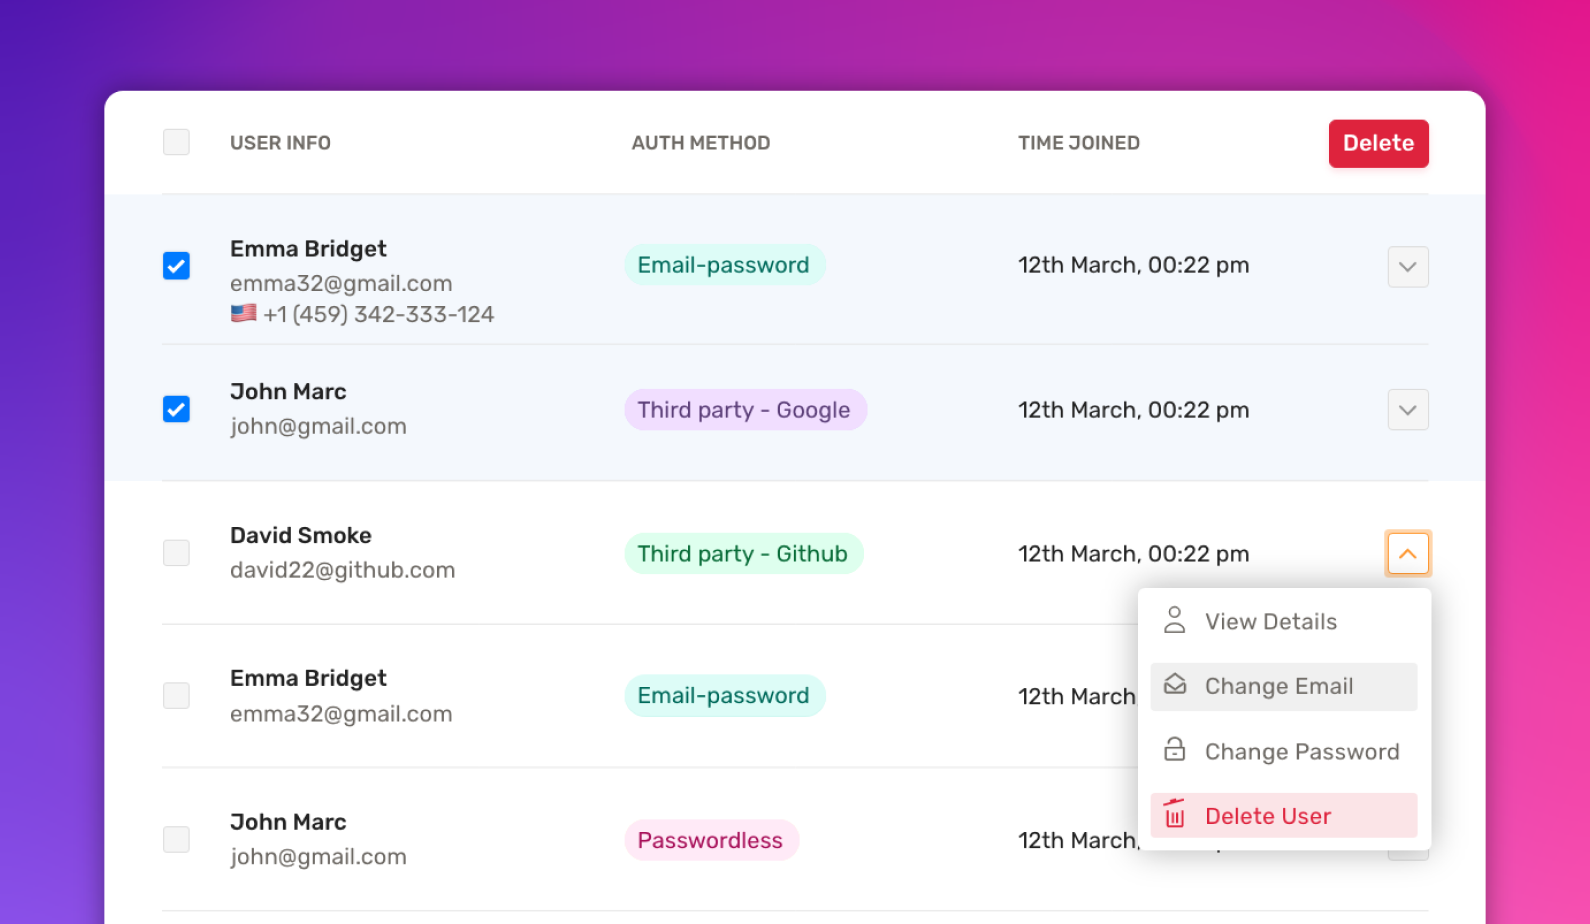 USER INFO AUTH METHOD TIME JOINED Delete
Emma Bridget
emma32@gmail.com
+1 (459) 342-333-124
Email-password
12th March, 00:22 pm
John Marc
john@gmail.com
Third party - Google
12th March, 00:22 pm
David Smoke
david22@github.com
Third party - Github
12th March, 00:22 pm
View Details
Change Email
Change Password
Delete User
Emma Bridget
emma32@gmail.com
Email-password
12th March
John Marc
john@gmail.com
Passwordless
12th March,